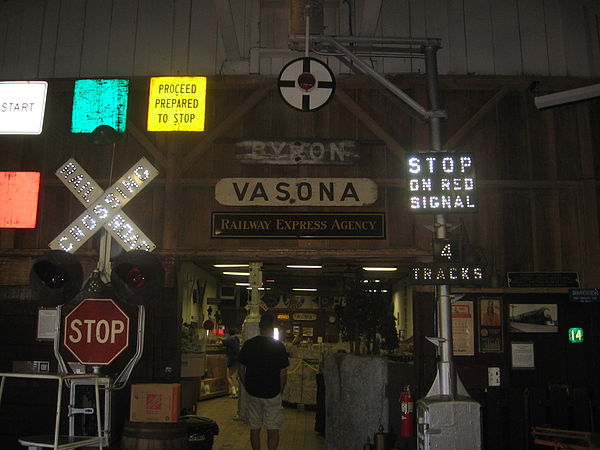 START
PROCEED
PREPARED
TO STOP
BYRON
VASONA
RAILWAY EXPRESS AGENCY
RAILROAD
CROSSING
STOP
ON RED
SIGNAL
4
TRACKS
STOP
14